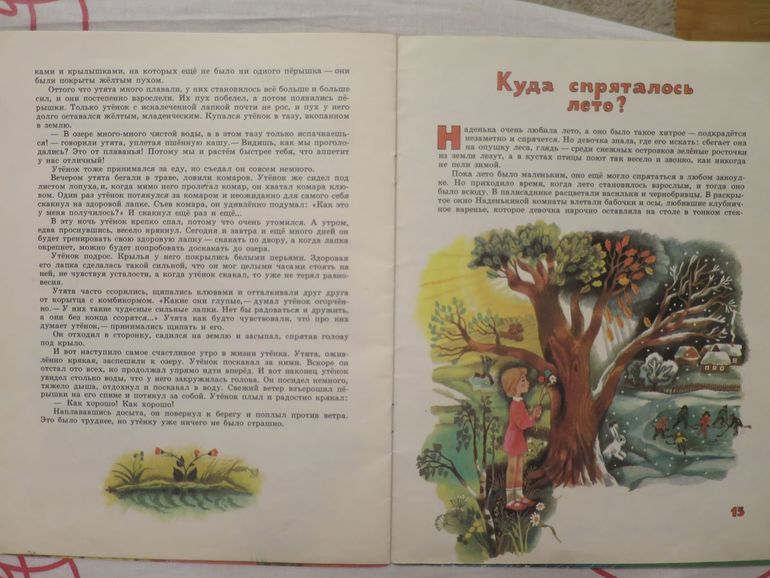 ками и крылышками, на которых ещё не было ни одного пёрышка — они
были покрыты жёлтым пухом.
Оттого что утята много плавали, у них становилось всё больше и больше
сил, и они постепенно взрослели. Их пух побелел, а потом появились пё-
рышки. Только утёнок с искалеченной лапкой почти не рос, и пух у него
долго оставался жёлтым, младенческим. Купался утёнок в тазу, вкопанном
в землю.
— В озере много-много чистой воды, а в этом тазу только испачкаешь-
ся! — говорили утята, уплетая пшённую кашу.— Видишь, как мы прого-
лодались? Это от плаванья! Потому мы и растём быстрее тебя, что аппетит
у нас отличный!
Утёнок тоже принимался за еду, но съедал он совсем немного.
Вечером утята бегали в траве, ловили комаров. Утёнок же сидел под
листом лопуха, и, когда мимо него пролетал комар, он хватал комара клю-
вом. Один раз утёнок потянулся за комаром и неожиданно для самого себя
скакнул на здоровой лапке. Съев комара, он удивлённо подумал: «Как это
у меня получилось?» И скакнул ещё раз и ещё...
В эту ночь утёнок крепко спал, потому что очень утомился. А утром,
едва проснувшись, весело крякнул. Сегодня и завтра и ещё много дней он
будет тренировать свою здоровую лапку — скакать по двору, а когда лапка
окрепнет, можно будет попробовать доскакать до озера.
Утёнок подрос. Крылья у него покрылись белыми перьями. Здоровая
его лапка сделалась такой сильной, что он мог целыми часами стоять на
ней, не чувствуя усталости, а когда утёнок скакал, то уже не терял равно-
весия.
Утята часто ссорились, щипались клювами и отталкивали друг друга
от корытца с комбикормом. «Какие они глупые,— думал утёнок огорчён-
но.— У них такие чудесные сильные лапки. Нет бы радоваться и дружить,
а они без конца ссорятся...» Утята как будто чувствовали, что про них
думает утёнок,— принимались щипать и его.
Он отходил в сторонку, садился на землю и засыпал, спрятав голову
под крыло.
И вот наступило самое счастливое утро в жизни утёнка. Утята, ожив-
лённо крякая, заспешили к озеру. Утёнок поскакал за ними. Вскоре он
отстал ото всех, но продолжал упрямо идти вперёд. И вот наконец утёнок
увидел столько воды, что у него закружилась голова. Он посидел немного,
тяжело дыша, отдохнул и поскакал в воду. Свежий ветер взъерошил пё-
рышки на его спине и потянул за собой. Утёнок плыл и радостно крякал:
— Как хорошо! Как хорошо!
Наплававшись досыта, он повернул к берегу и поплыл против ветра.
Это было труднее, но утёнку уже ничего не было страшно.
Куда спряталось
лето?
Наденька очень любила лето, а оно было такое хитрое — подкрадётся
незаметно и спрячется. Но девочка знала, где его искать: сбегает она
на опушку леса, глядь — среди снежных островков зелёные росточки
из земли лезут, а в кустах птицы поют так весело и звонко, как никогда
не пели зимой.
Пока лето было маленьким, оно ещё могло спрятаться в любом закоул-
ке. Но приходило время, когда лето становилось взрослым, и тогда оно
было всюду. В палисаднике расцветали васильки и чернобривцы. В раскры-
тое окно Наденькиной комнаты влетали бабочки и осы, любившие клубнич-
ное варенье, которое девочка нарочно оставляла на столе в тонком стек-
15